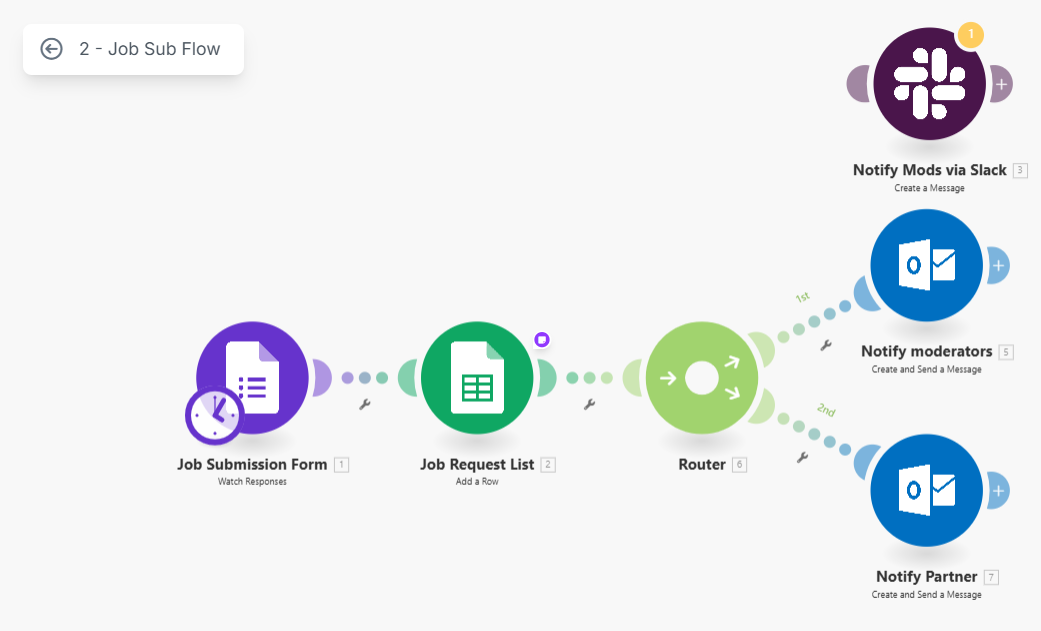 2 - Job Sub Flow
1
+
Notify Mods via Slack 3
Create a Message
+
1st
Notify moderators 5
Create and Send a Message
Job Submission Form 1
Watch Responses
Job Request List 2
Add a Row
Router 6
2nd
+
Notify Partner 7
Create and Send a Message